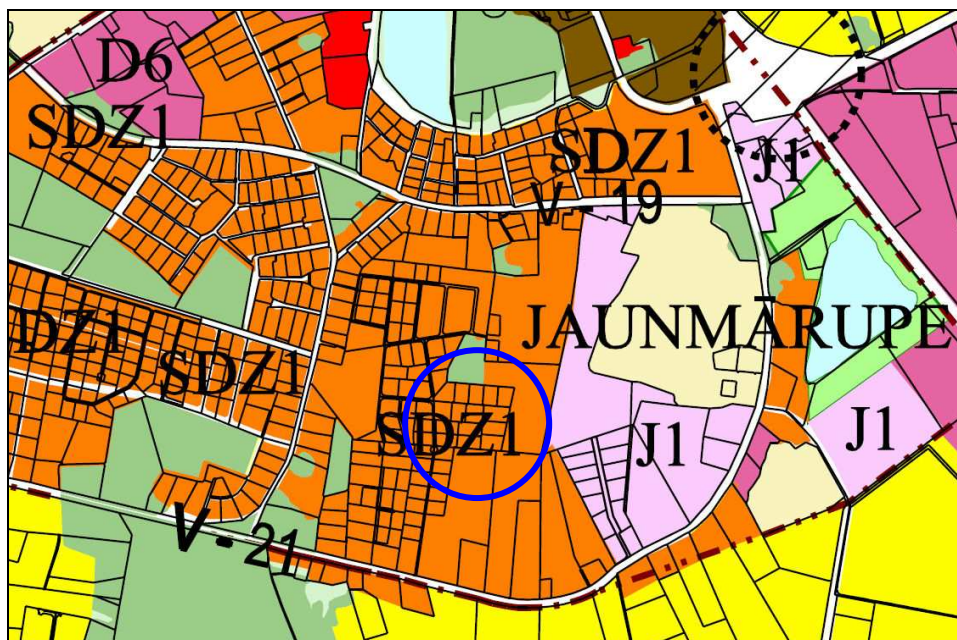 D6
SDZ1
SDZ1
J1
V - 19
JAUNMĀRUPE
DZ1
SDZ1
SDZ1
J1
J1
V - 21